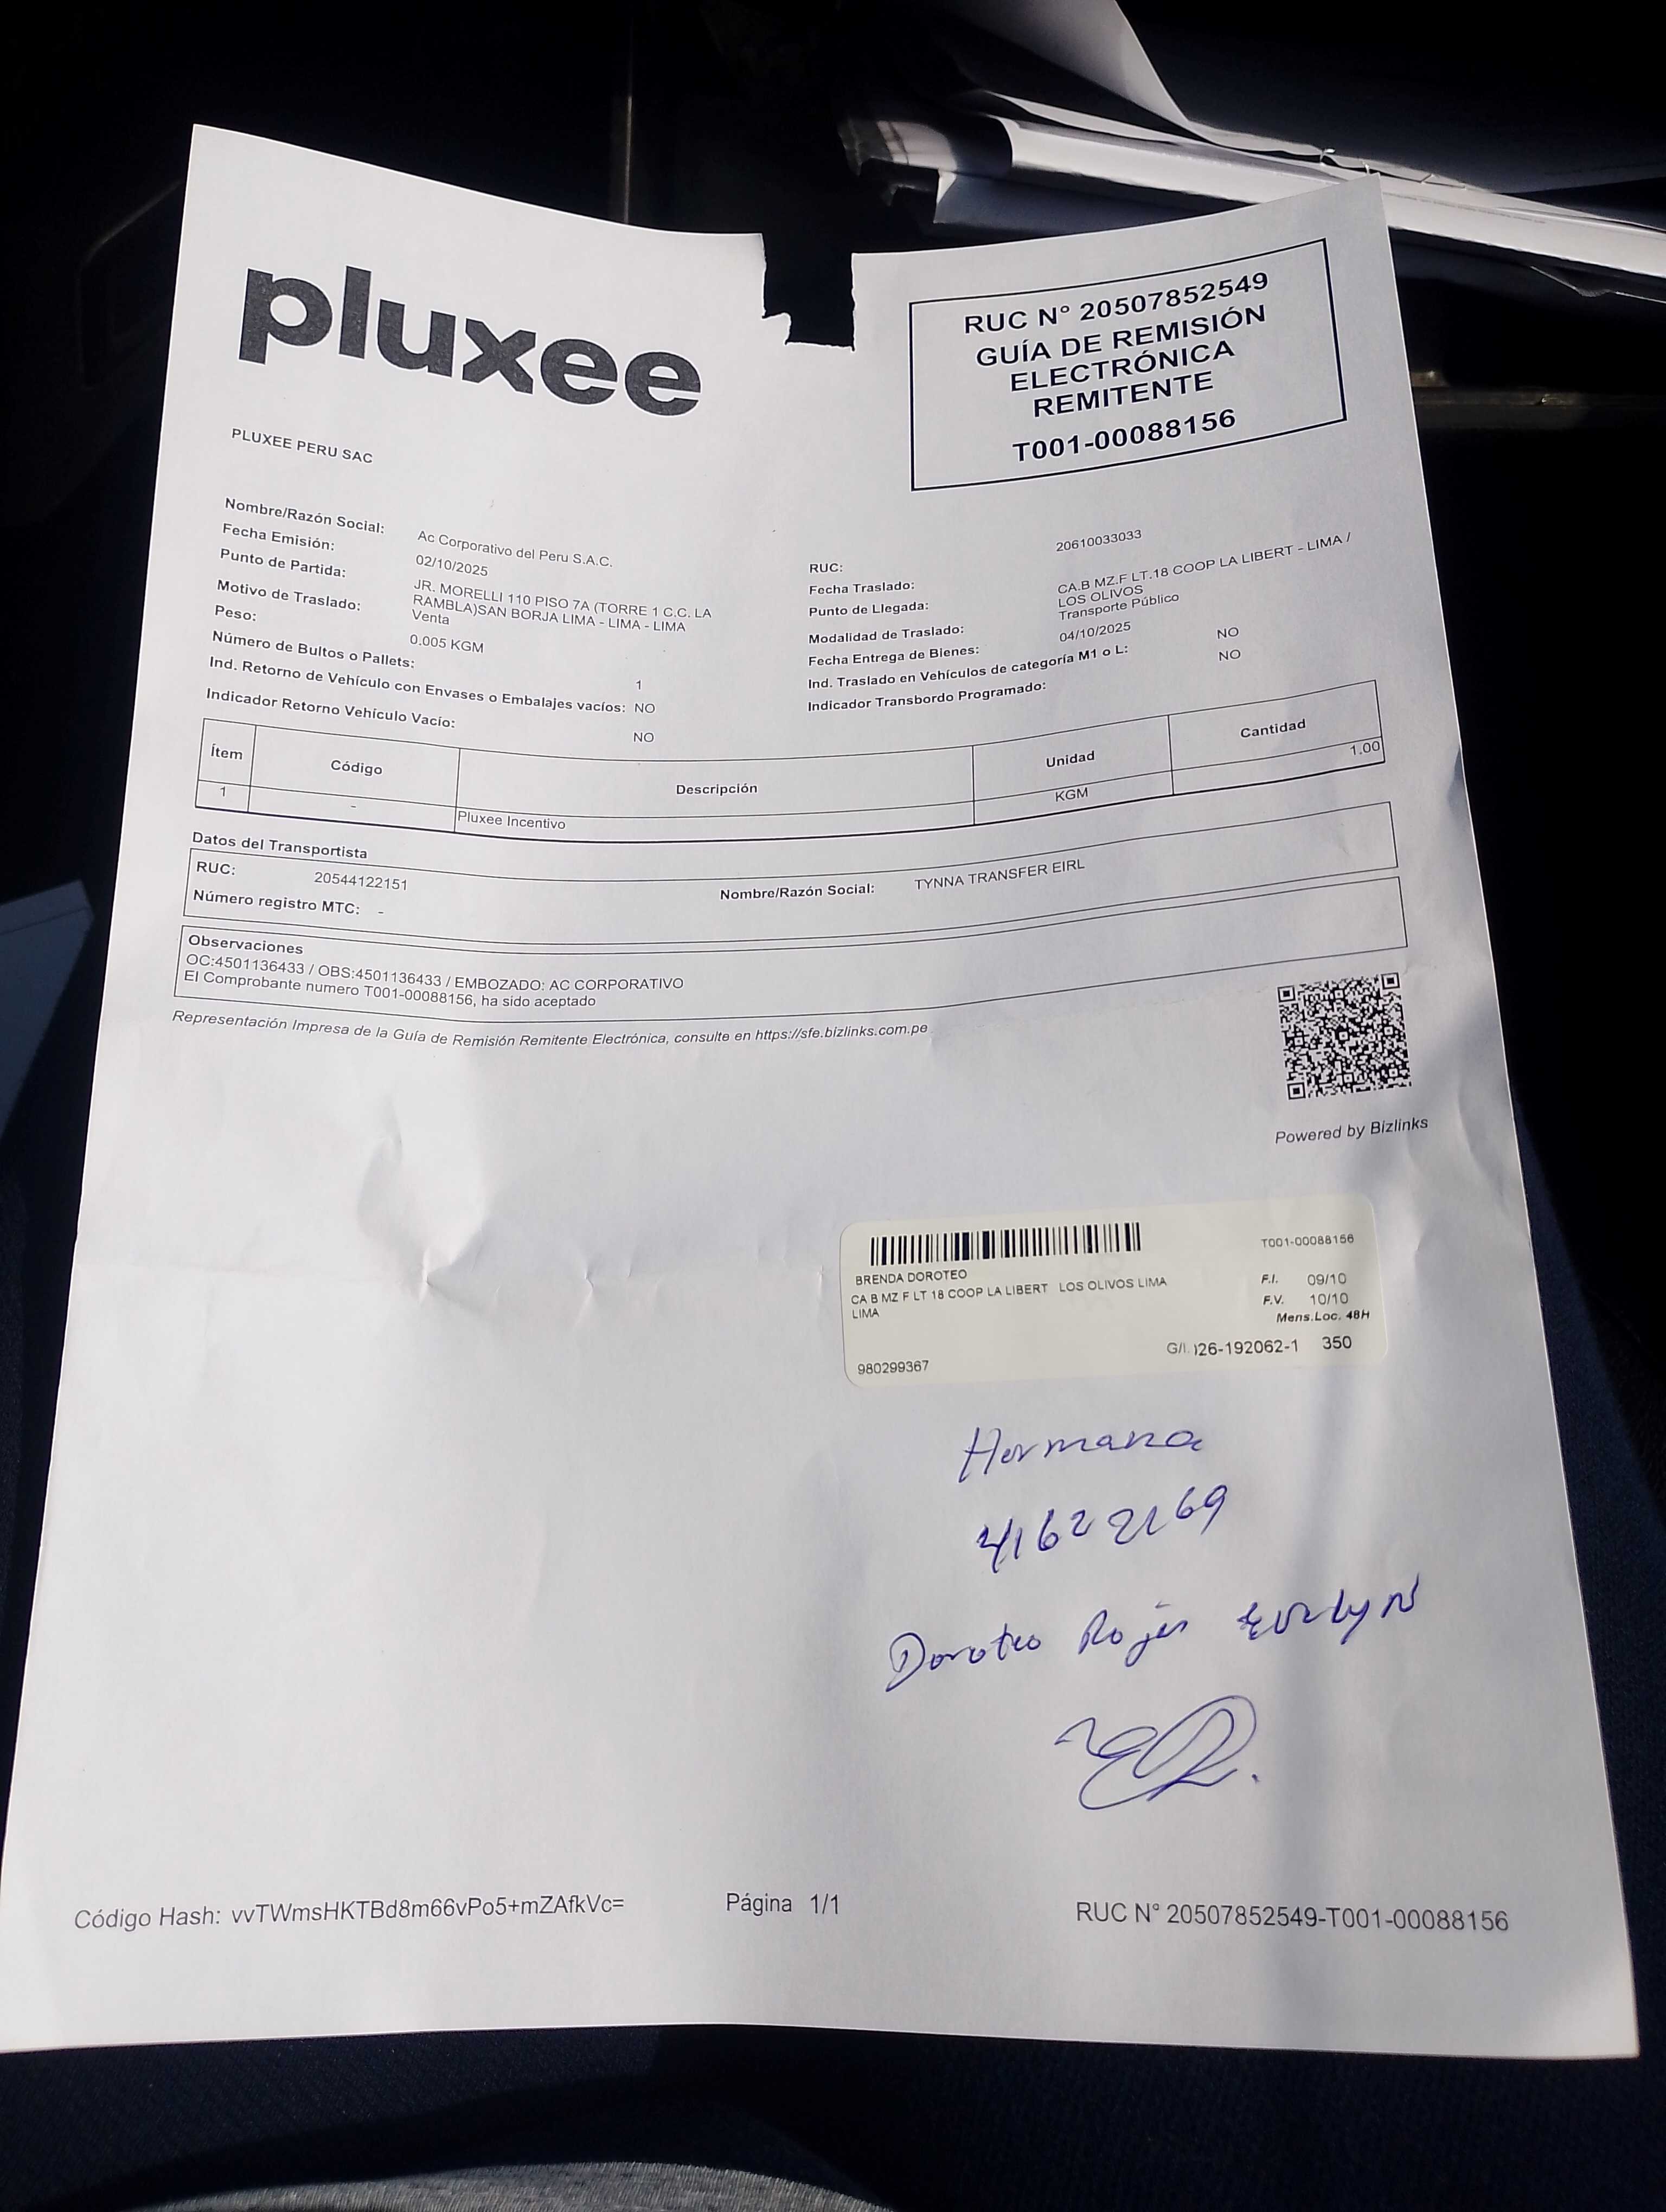 pluxee
RUC N° 20507852549
GUÍA DE REMISIÓN
ELECTRÓNICA
REMITENTE
T001-00088156
PLUXEE PERU SAC
Nombre/Razón Social: Ac Corporativo del Peru S.A.C.
Fecha Emisión: 02/10/2025
Punto de Partida: JR. MORELLI 110 PISO 7A (TORRE 1 C.C. LA
RAMBLA)SAN BORJA LIMA - LIMA - LIMA
Motivo de Traslado: Venta
Peso: 0.005 KGM
Número de Bultos o Pallets: 1
Ind. Retorno de Vehículo con Envases o Embalajes vacíos: NO
Indicador Retorno Vehículo Vacío: NO
RUC: 20610033033
Fecha Traslado:
Punto de Llegada: CA.B MZ.F LT.18 COOP LA LIBERT - LIMA /
LOS OLIVOS
Modalidad de Traslado: Transporte Público
Fecha Entrega de Bienes: 04/10/2025
Ind. Traslado en Vehículos de categoría M1 o L: NO
Indicador Transbordo Programado: NO
Ítem Código Descripción Unidad Cantidad
1 - Pluxee Incentivo KGM 1.00
Datos del Transportista
RUC: 20544122151 Nombre/Razón Social: TYNNA TRANSFER EIRL
Número registro MTC: -
Observaciones
OC:4501136433 / OBS:4501136433 / EMBOZADO: AC CORPORATIVO
El Comprobante numero T001-00088156, ha sido aceptado
Representación Impresa de la Guía de Remisión Remitente Electrónica, consulte en https://sfe.bizlinks.com.pe
Powered by Bizlinks
T001-00088156
BRENDA DOROTEO
CA B MZ F LT 18 COOP LA LIBERT LOS OLIVOS LIMA
LIMA
F.I. 09/10
F.V. 10/10
Mens.Loc. 48H
G/I. )26-192062-1 350
980299367
Hermana
41622169
Doroteo Rojas Evelyn
Código Hash: vvTWmsHKTBd8m66vPo5+mZAfkVc= Página 1/1 RUC N° 20507852549-T001-00088156